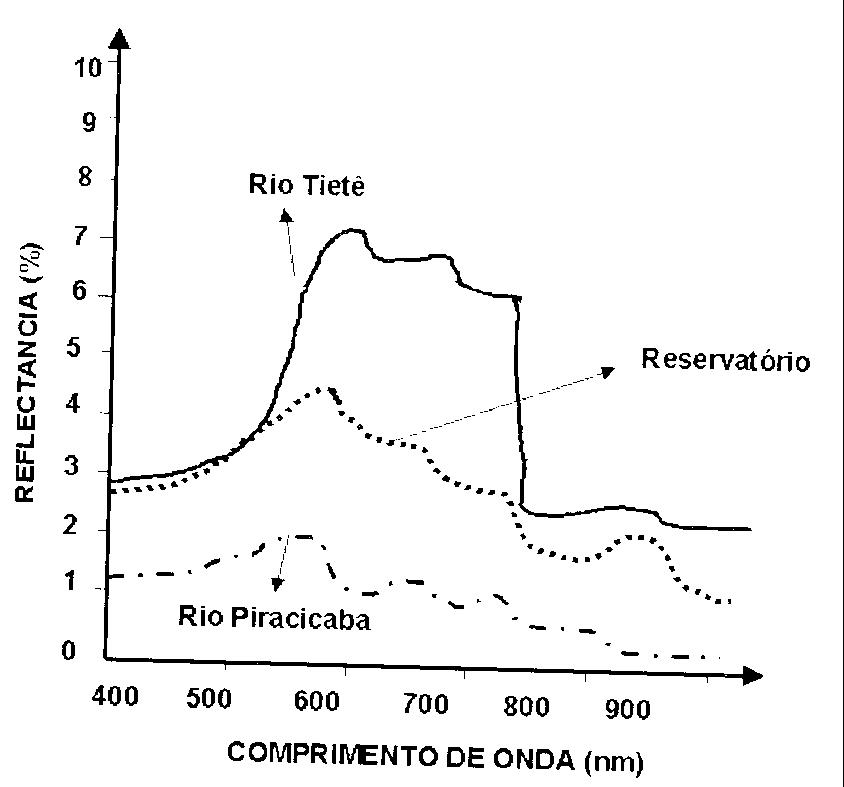 10
9
8
7
6
5
4
3
2
1
0
REFLECTANCIA (%)
Rio Tietê
Reservatório
Rio Piracicaba
400 500 600 700 800 900
COMPRIMENTO DE ONDA (nm)